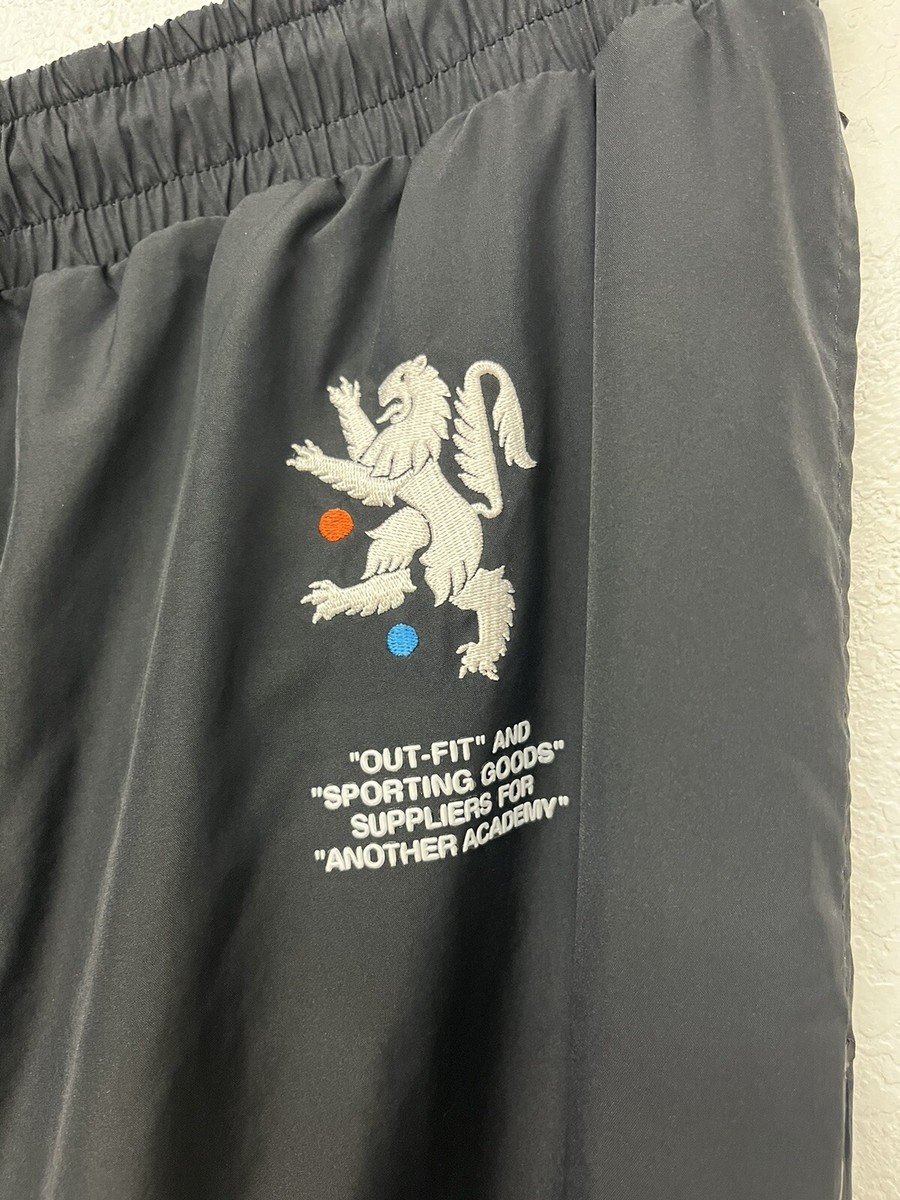 "OUT-FIT" AND
"SPORTING GOODS"
SUPPLIERS FOR
"ANOTHER ACADEMY"